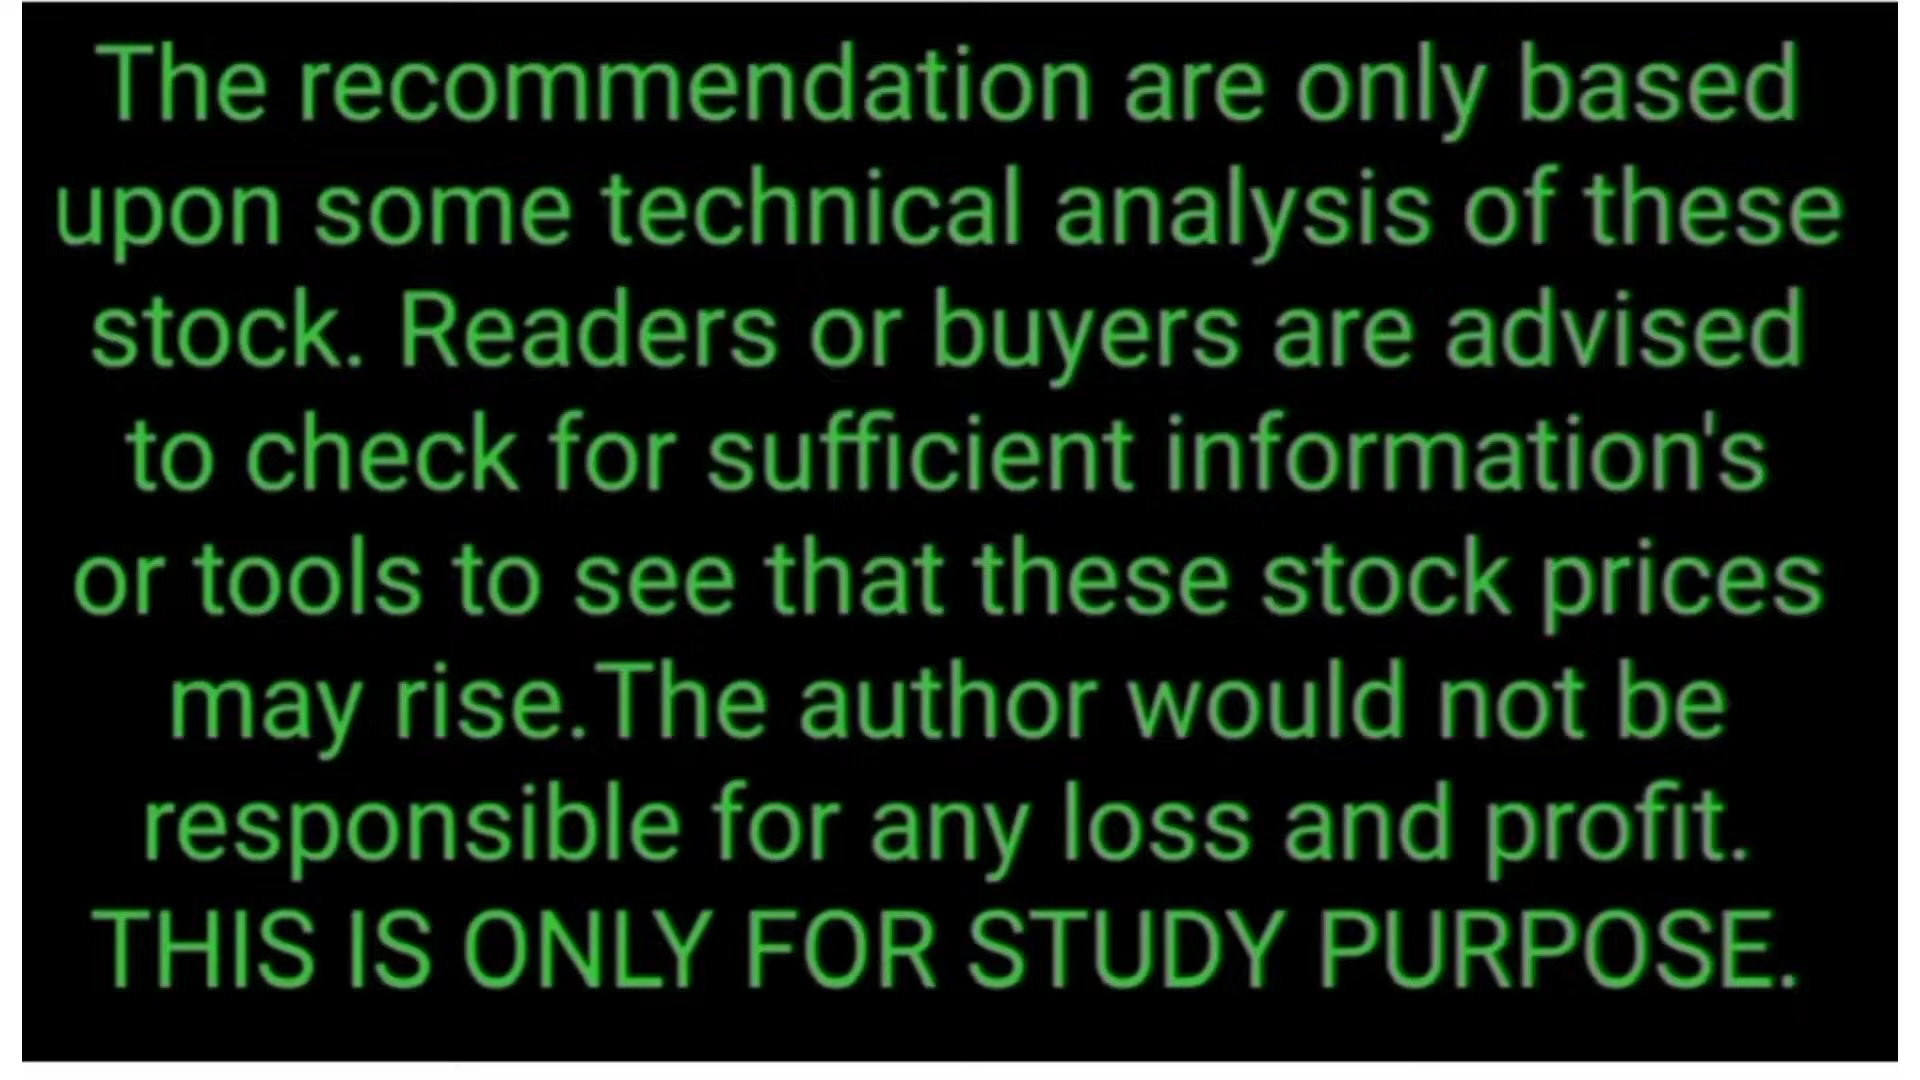 The recommendation are only based
upon some technical analysis of these
stock. Readers or buyers are advised
to check for sufficient information's
or tools to see that these stock prices
may rise.The author would not be
responsible for any loss and profit.
THIS IS ONLY FOR STUDY PURPOSE.